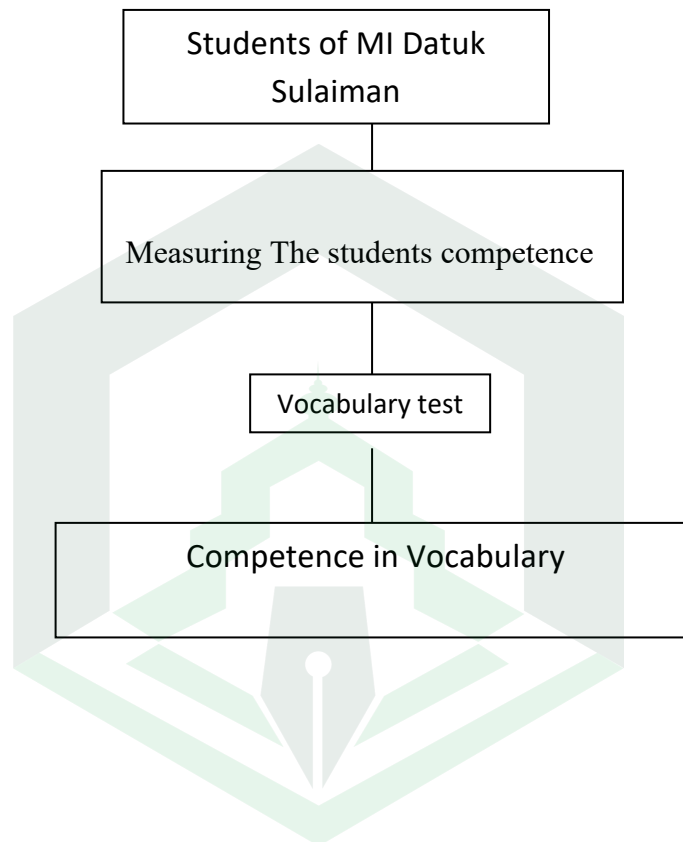 Students of MI Datuk
Sulaiman
Measuring The students competence
Vocabulary test
Competence in Vocabulary